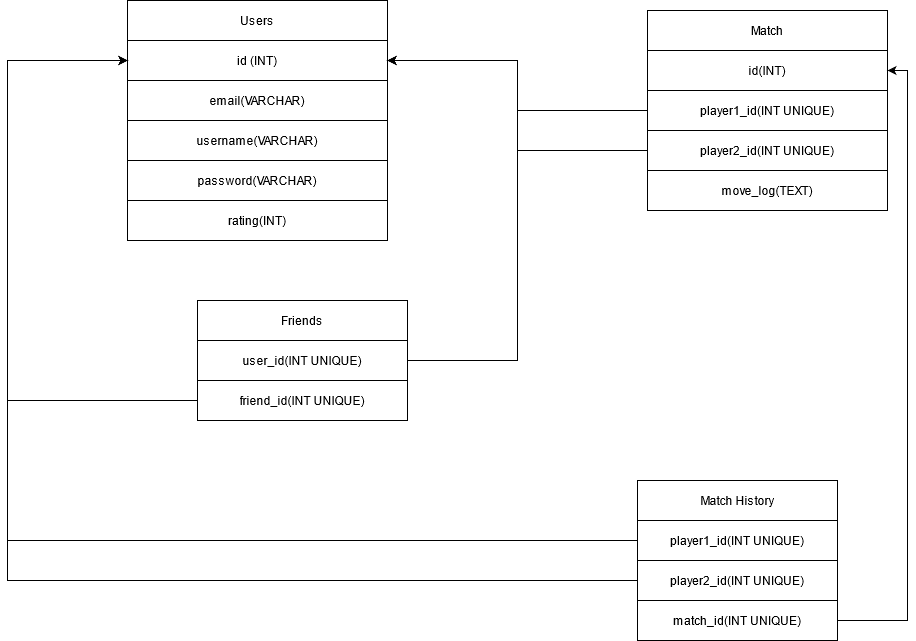 Users
id (INT)
email(VARCHAR)
username(VARCHAR)
password(VARCHAR)
rating(INT)
Match
id(INT)
player1_id(INT UNIQUE)
player2_id(INT UNIQUE)
move_log(TEXT)
Friends
user_id(INT UNIQUE)
friend_id(INT UNIQUE)
Match History
player1_id(INT UNIQUE)
player2_id(INT UNIQUE)
match_id(INT UNIQUE)